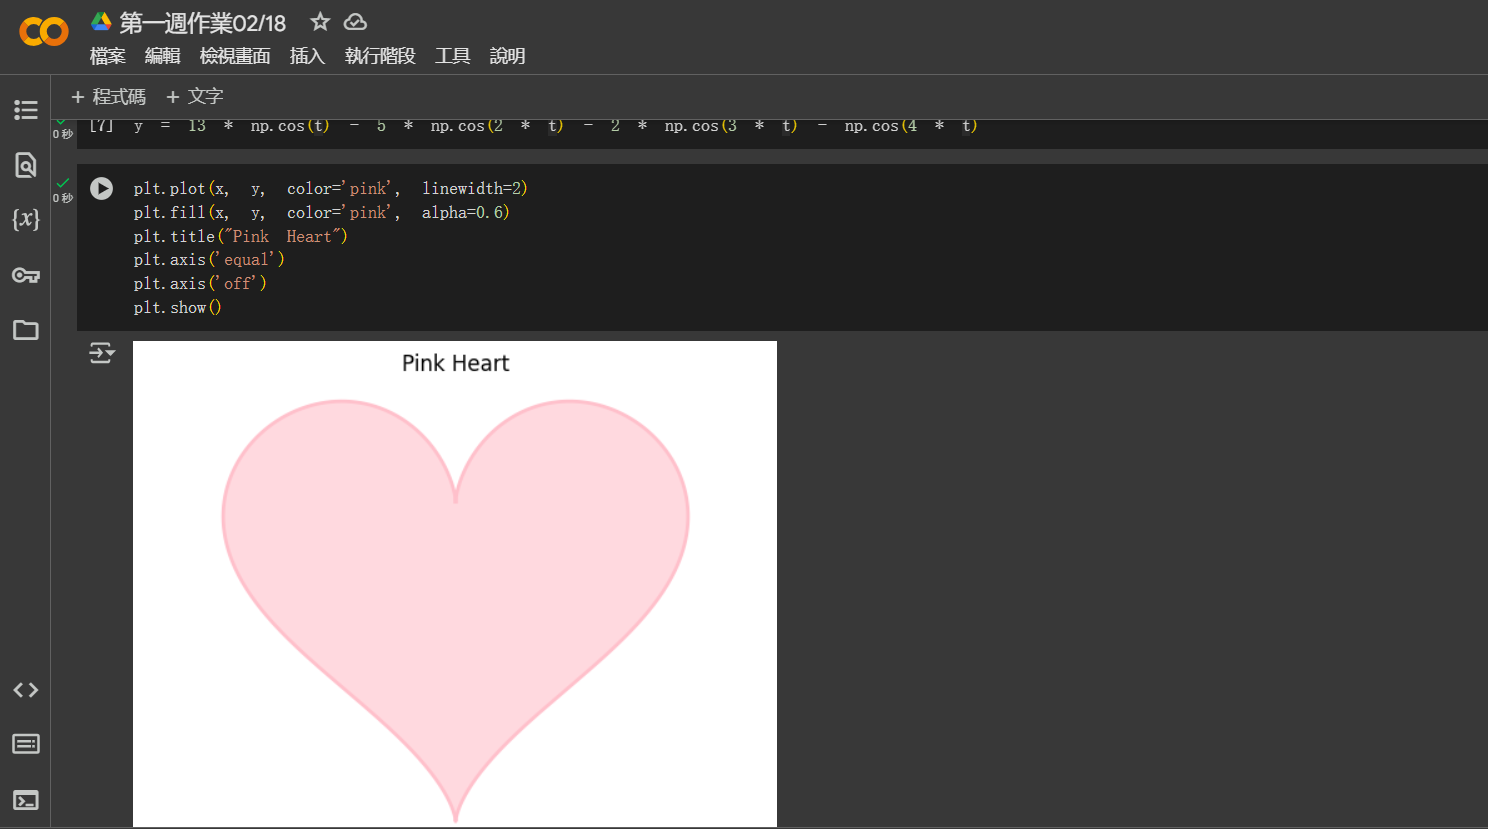 第一週作業02/18
檔案 編輯 檢視畫面 插入 執行階段 工具 說明
+ 程式碼 + 文字
0 秒
[7] y = 13 * np.cos(t) - 5 * np.cos(2 * t) - 2 * np.cos(3 * t) - np.cos(4 * t)
0 秒
plt.plot(x, y, color='pink', linewidth=2)
plt.fill(x, y, color='pink', alpha=0.6)
plt.title("Pink Heart")
plt.axis('equal')
plt.axis('off')
plt.show()
{x}
Pink Heart